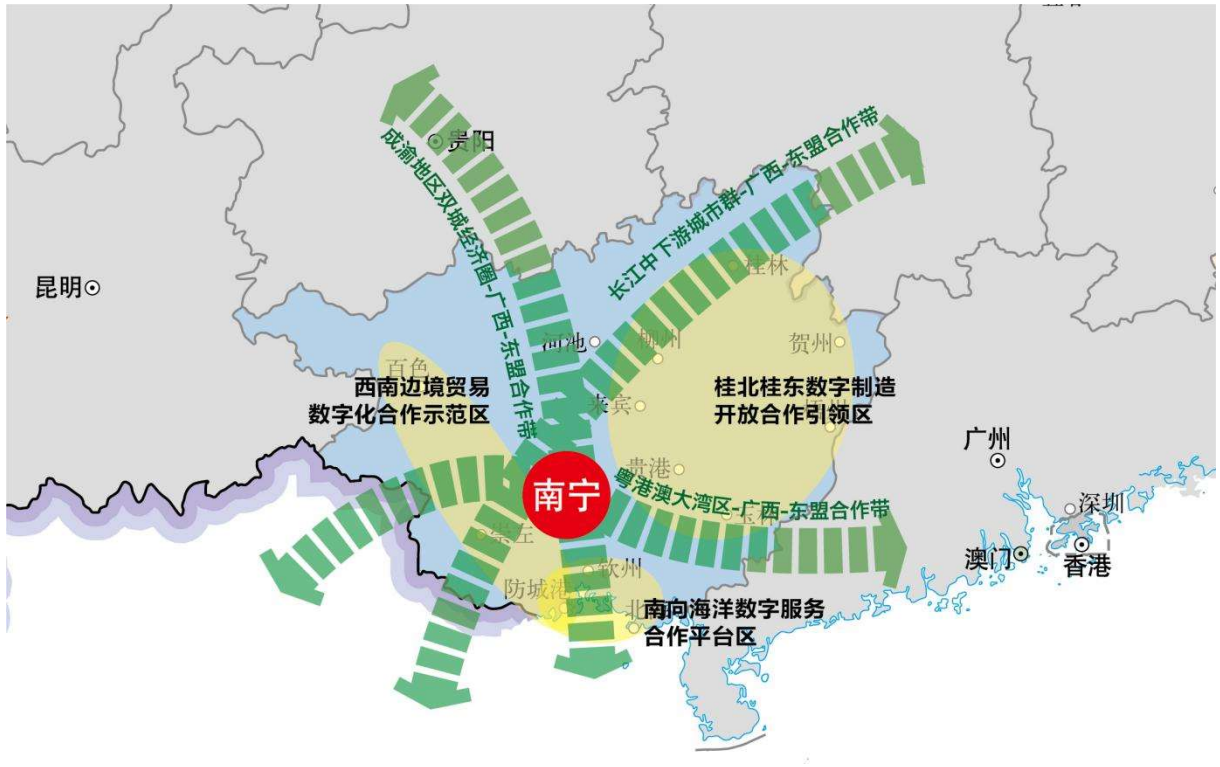 贵阳
成渝地区双城经济圈-广西-东盟合作带
长江中下游城市群-广西-东盟合作带
昆明
桂林
河池
柳州
贺州
百色
西南边境贸易
数字化合作示范区
桂北桂东数字制造
开放合作引领区
来宾
广州
贵港
粤港澳大湾区-广西-东盟合作带
南宁
玉林
深圳
崇左
澳门
香港
钦州
防城港
北
南向海洋数字服务
合作平台区